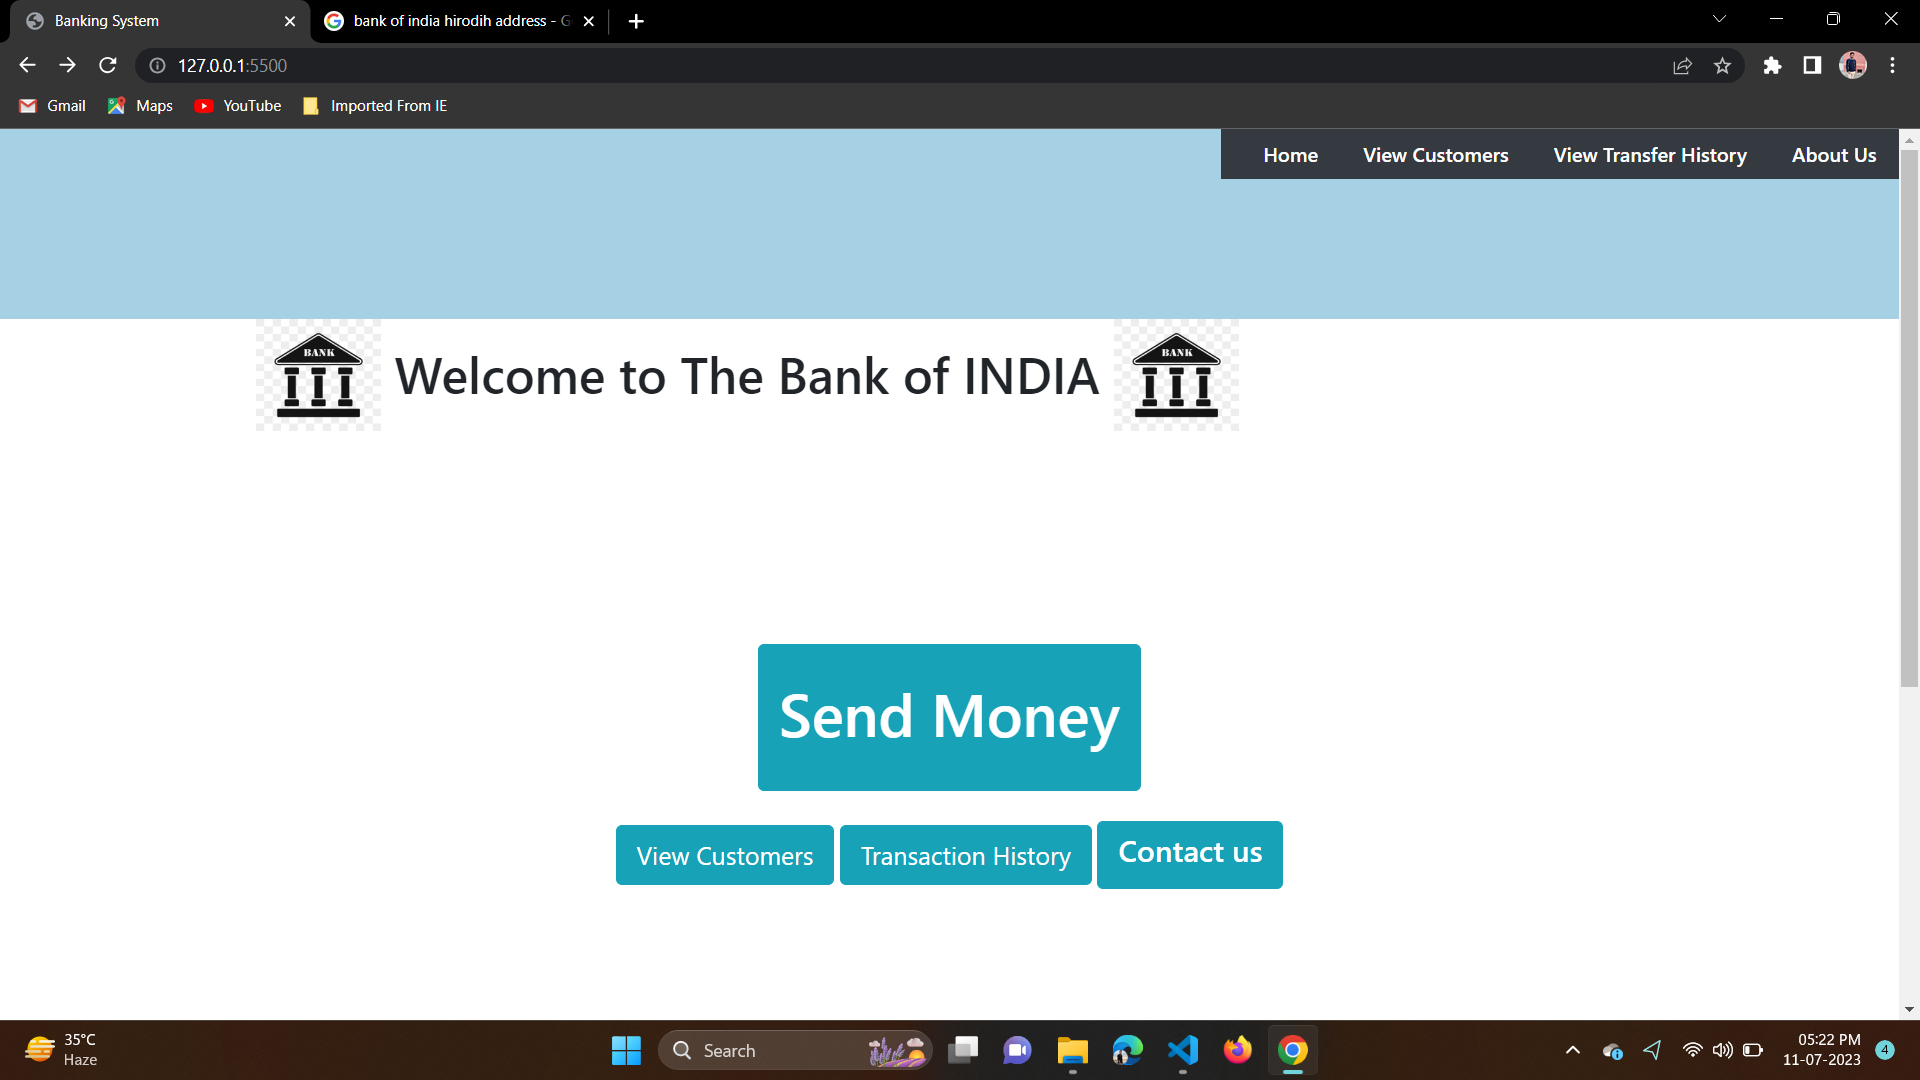 Banking System
bank of india hirodih address - G
127.0.0.1:5500
Gmail Maps YouTube Imported From IE
Home View Customers View Transfer History About Us
BANK Welcome to The Bank of INDIA BANK
Send Money
View Customers Transaction History Contact us
35°C
Haze
Search
05:22 PM
11-07-2023
4